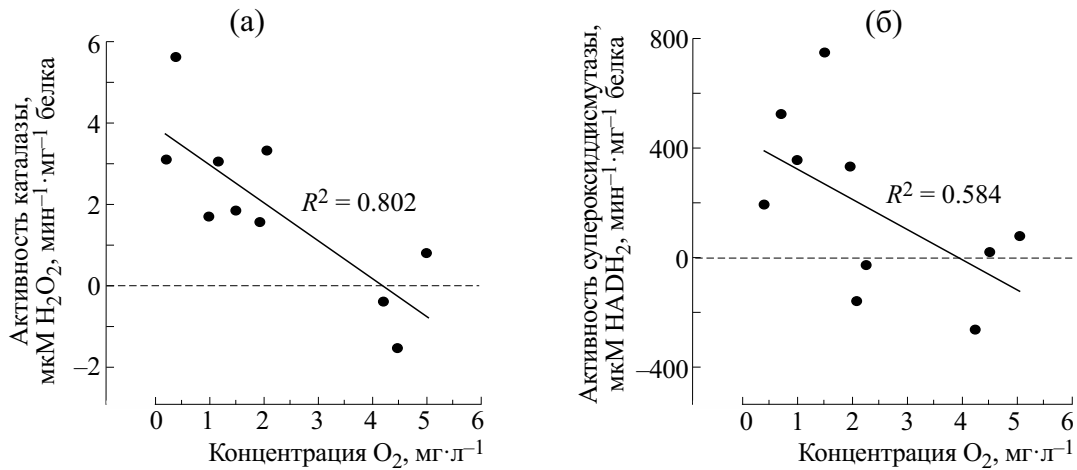 (а)
Активность каталазы,
мкМ H₂O₂, мин⁻¹·мг⁻¹ белка
6
4
2
0
−2
R² = 0.802
0 1 2 3 4 5 6
Концентрация O₂, мг·л⁻¹
(б)
Активность супероксиддисмутазы,
мкМ НАDH₂, мин⁻¹·мг⁻¹ белка
800
400
0
−400
R² = 0.584
0 1 2 3 4 5 6
Концентрация O₂, мг·л⁻¹